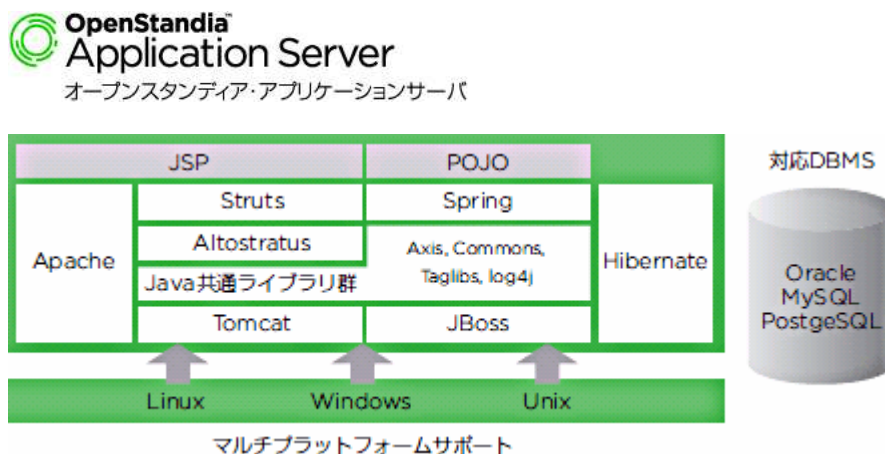 OpenStandia™
Application Server
オープンスタンディア・アプリケーションサーバ
JSP
POJO
対応DBMS
Apache
Struts
Spring
Hibernate
Altostratus
Axis, Commons,
Taglibs, log4j
Java共通ライブラリ群
Tomcat
JBoss
Oracle
MySQL
PostgeSQL
Linux
Windows
Unix
マルチプラットフォームサポート